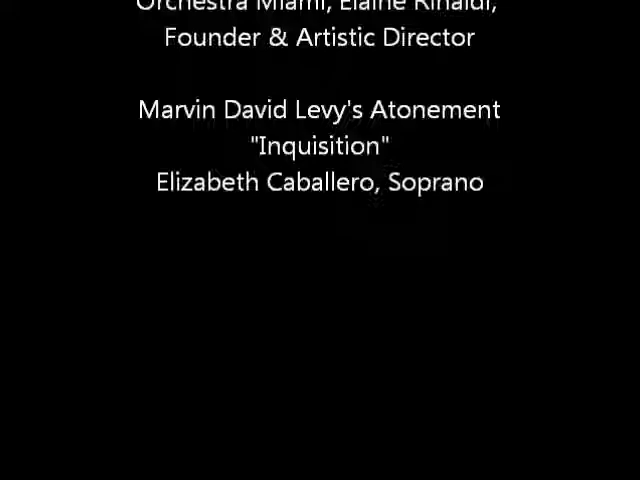 Orchestra Miami, Elaine Rinaldi,
Founder & Artistic Director
Marvin David Levy's Atonement
"Inquisition"
Elizabeth Caballero, Soprano